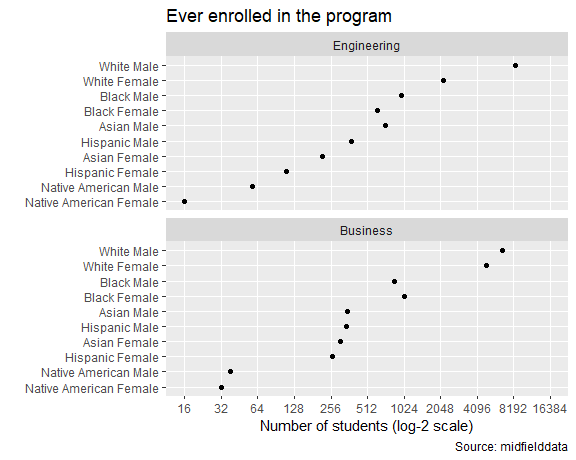 Ever enrolled in the program
Engineering
White Male
White Female
Black Male
Black Female
Asian Male
Hispanic Male
Asian Female
Hispanic Female
Native American Male
Native American Female
Business
White Male
White Female
Black Male
Black Female
Asian Male
Hispanic Male
Asian Female
Hispanic Female
Native American Male
Native American Female
16 32 64 128 256 512 1024 2048 4096 8192 16384
Number of students (log-2 scale)
Source: midfielddata